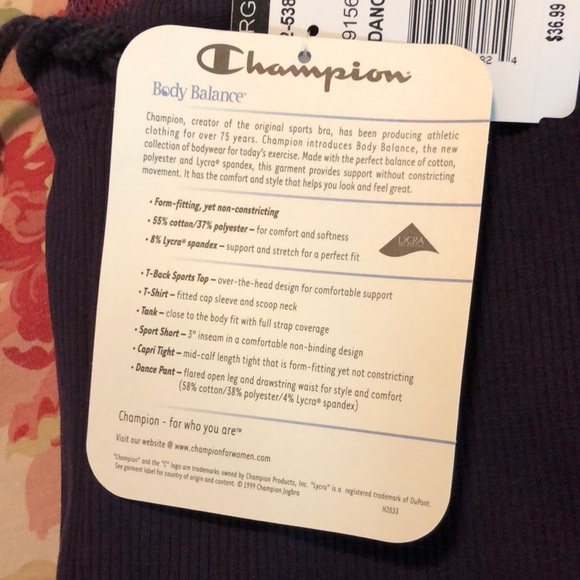 RG
2-538
9156
DANC
82 4
$36.99
Champion
Body Balance™
Champion, creator of the original sports bra, has been producing athletic
clothing for over 75 years. Champion introduces Body Balance, the new
collection of bodywear for today's exercise. Made with the perfect balance of cotton,
polyester and Lycra® spandex, this garment provides support without constricting
movement. It has the comfort and style that helps you look and feel great.
• Form-fitting, yet non-constricting
• 55% cotton/37% polyester – for comfort and softness
• 8% Lycra® spandex – support and stretch for a perfect fit
LYCRA
• T-Back Sports Top – over-the-head design for comfortable support
• T-Shirt – fitted cap sleeve and scoop neck
• Tank – close to the body fit with full strap coverage
• Sport Short – 3" inseam in a comfortable non-binding design
• Capri Tight – mid-calf length tight that is form-fitting yet not constricting
• Dance Pant – flared open leg and drawstring waist for style and comfort
(58% cotton/38% polyester/4% Lycra® spandex)
Champion - for who you are™
Visit our website @ www.championforwomen.com
"Champion" and the "C" logo are trademarks owned by Champion Products, Inc. "Lycra" is a registered trademark of DuPont.
See garment label for country of origin and content. © 1999 Champion Jogbra
H2033